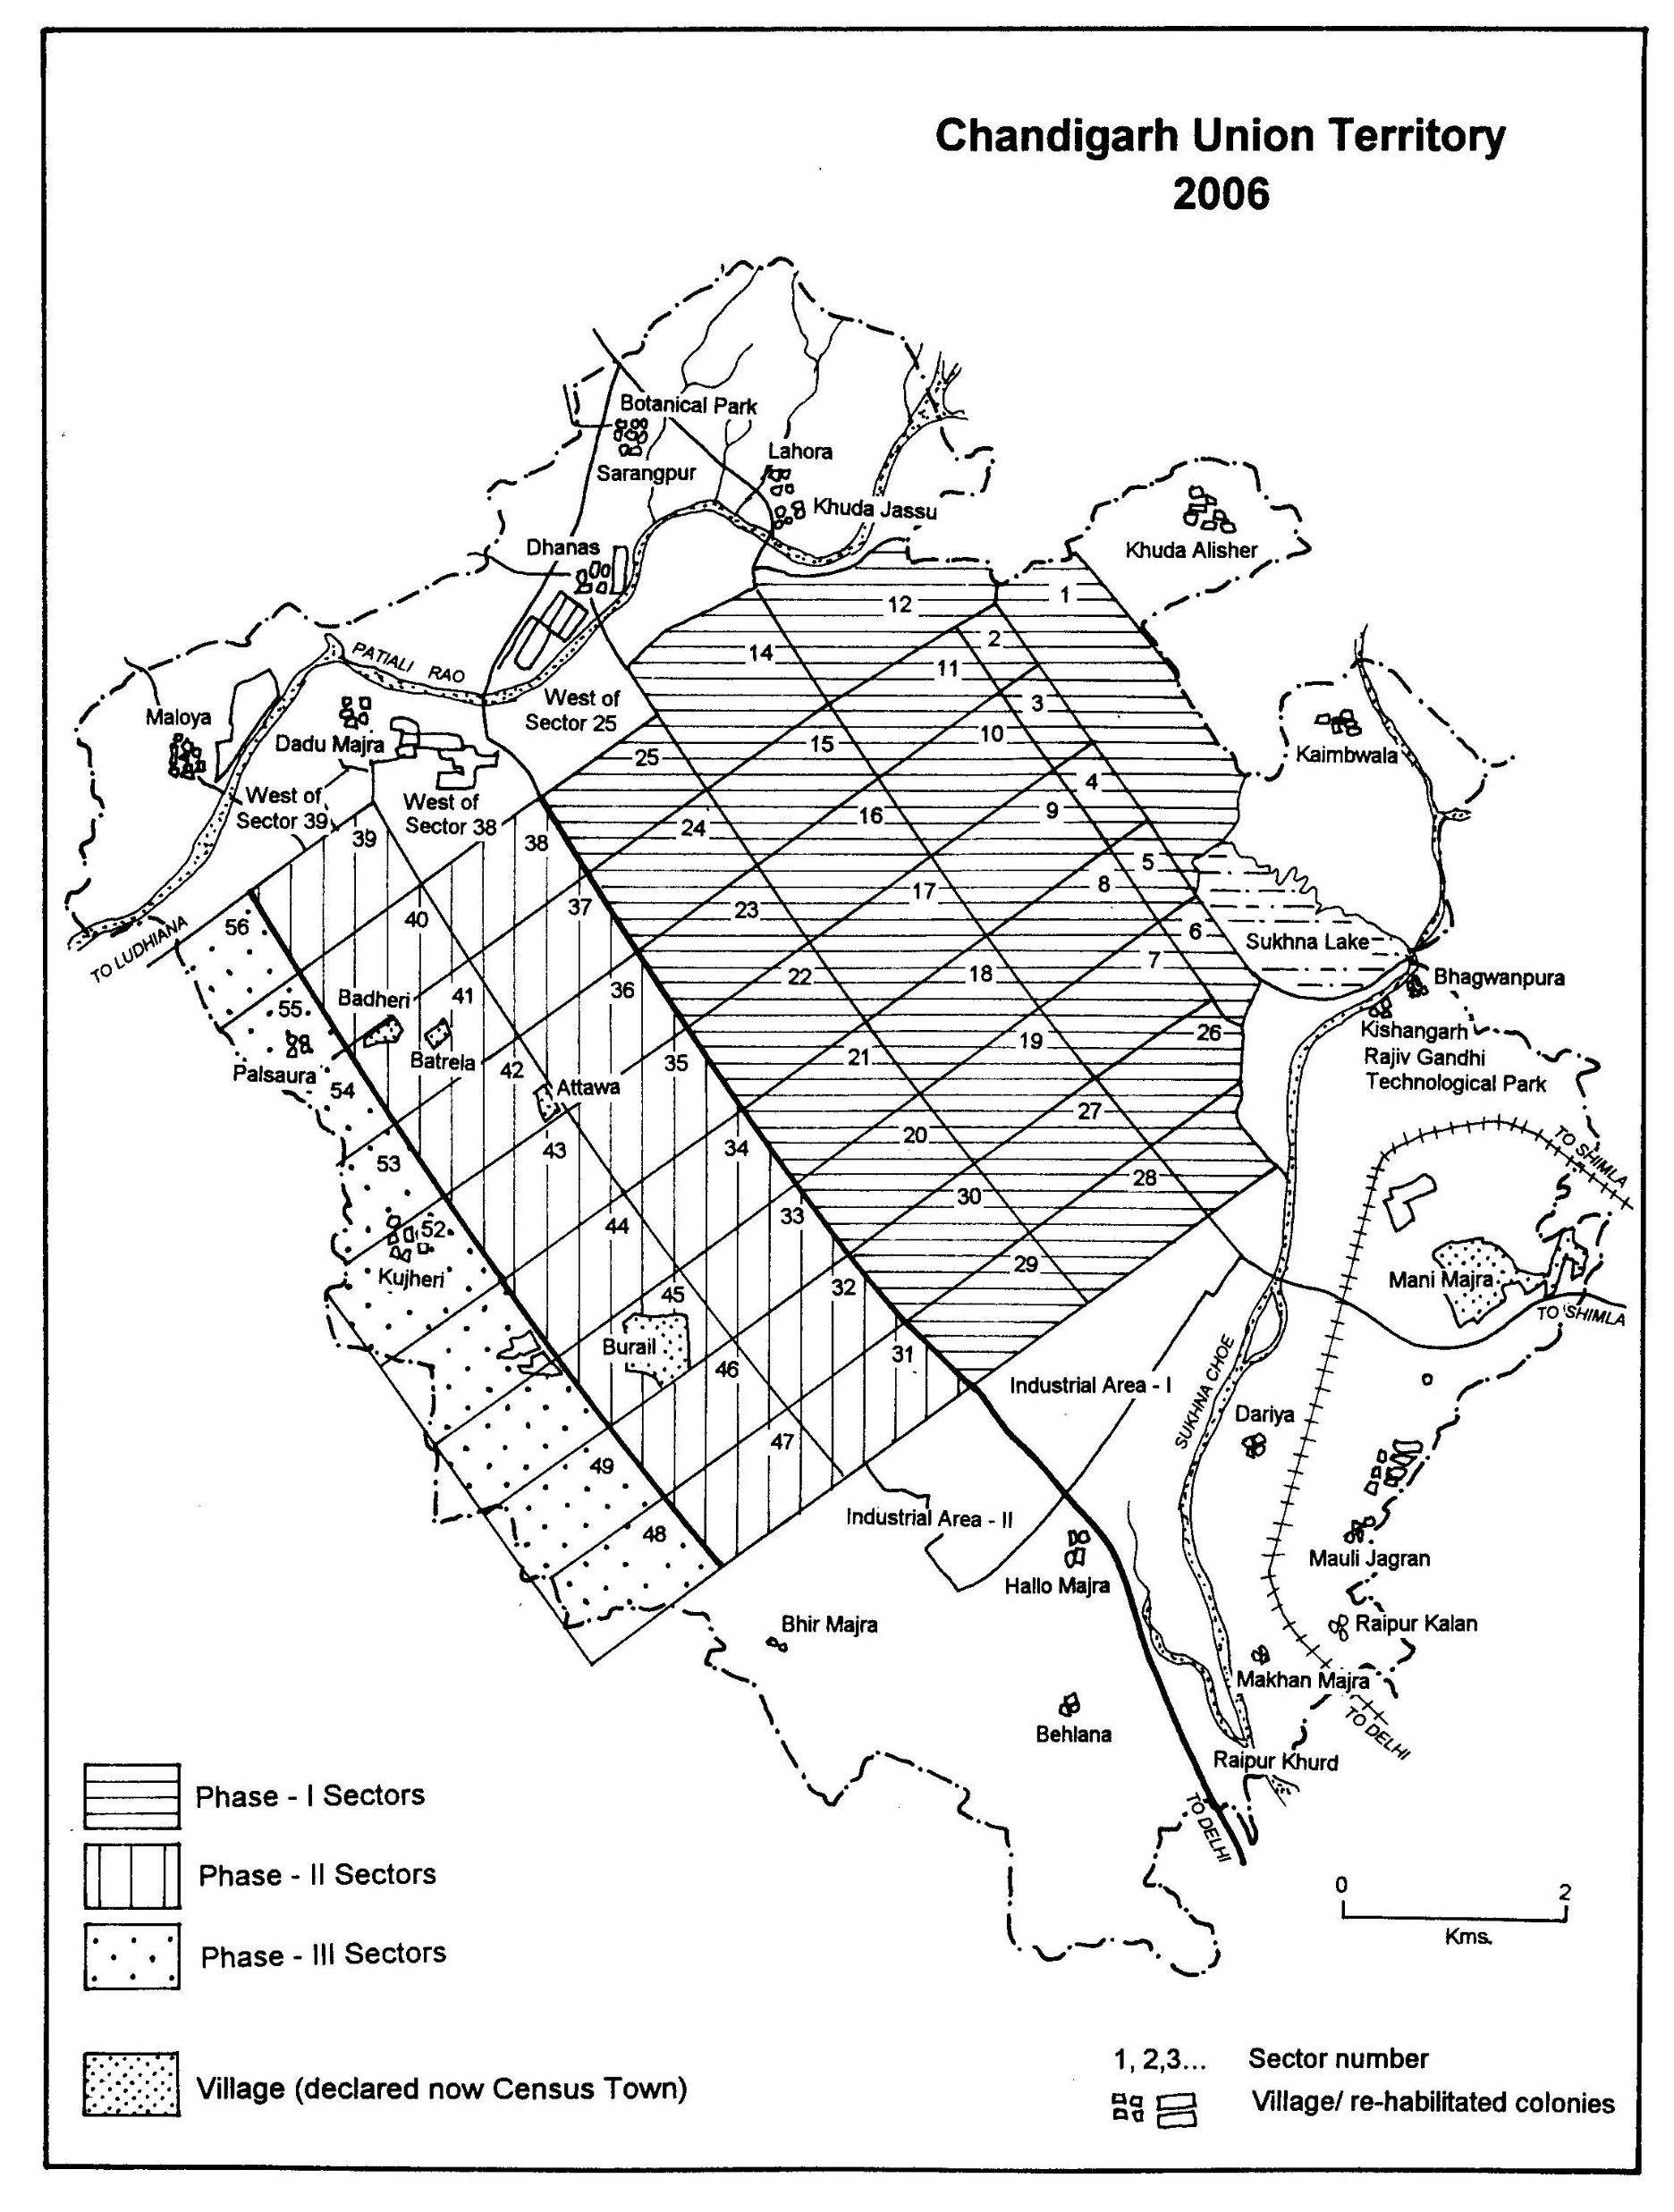 Chandigarh Union Territory
2006
Botanical Park
Lahora
Sarangpur
Khuda Jassu
Dhanas
Khuda Alisher
1
12
2
14
11
PATIALI RAO
West of
Sector 25
3
Maloya
Dadu Majra
10
15
25
Kaimbwala
4
West of
Sector 39
West of
Sector 38
9
16
24
39
38
5
8
17
37
23
40
56
6
Sukhna Lake
TO LUDHIANA
7
18
22
Bhagwanpura
36
41
Badheri
55
26
Kishangarh
Rajiv Gandhi
Technological Park
19
21
35
Batrela
42
Palsaura
54
Attawa
27
20
34
43
53
TO SHIMLA
28
30
33
44
52
Kujheri
29
32
45
Mani Majra
TO SHIMLA
Burail
31
46
Industrial Area - I
SUKHNA CHOE
Dariya
47
49
48
Industrial Area - II
Hallo Majra
Mauli Jagran
Bhir Majra
Raipur Kalan
Makhan Majra
Behlana
TO DELHI
Raipur Khurd
TO DELHI
Phase - I Sectors
Phase - II Sectors
Phase - III Sectors
Village (declared now Census Town)
0 2
Kms.
1, 2,3... Sector number
Village/ re-habilitated colonies